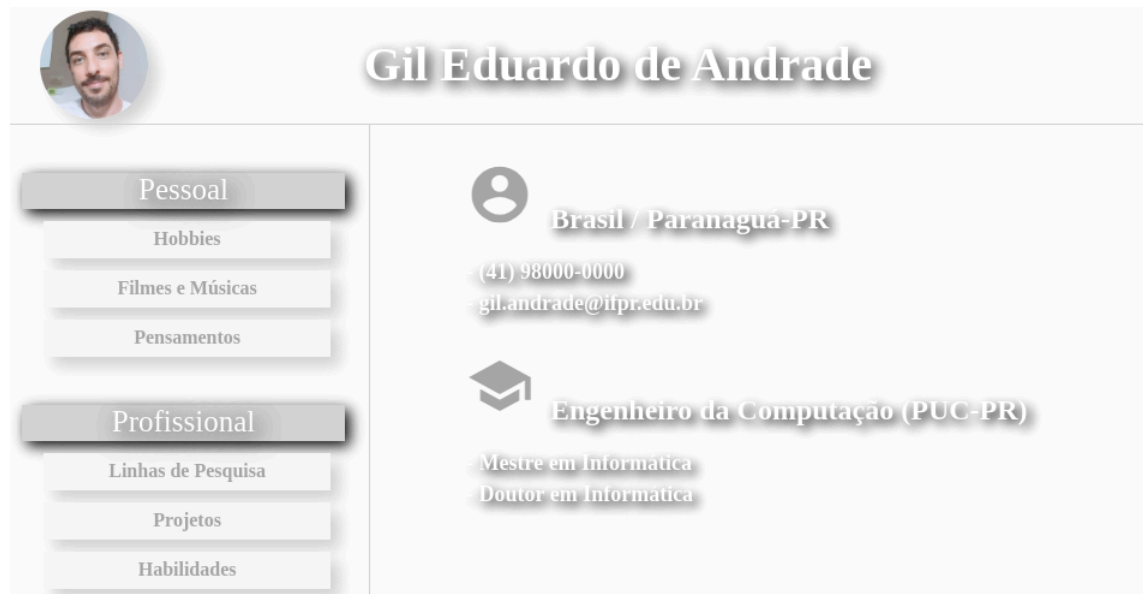 Gil Eduardo de Andrade
Pessoal
Hobbies
Filmes e Músicas
Pensamentos
Profissional
Linhas de Pesquisa
Projetos
Habilidades
Brasil / Paranaguá-PR
- (41) 98000-0000
- gil.andrade@ifpr.edu.br
Engenheiro da Computação (PUC-PR)
- Mestre em Informática
- Doutor em Informática